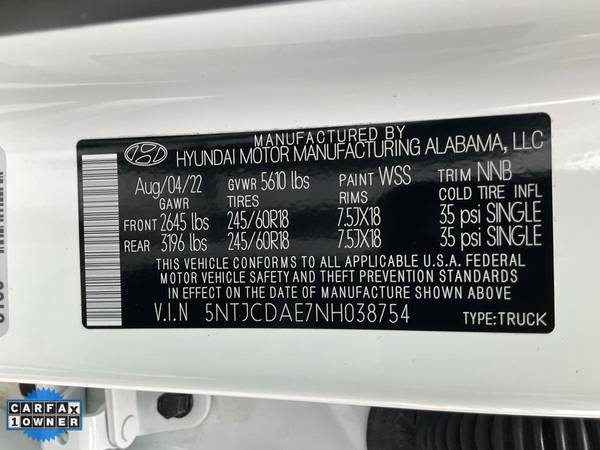 MANUFACTURED BY
HYUNDAI MOTOR MANUFACTURING ALABAMA, LLC
Aug/04/22 GVWR 5610 lbs PAINT WSS TRIM NNB
GAWR TIRES RIMS COLD TIRE INFL
FRONT 2645 lbs 245/60R18 7.5JX18 35 psi SINGLE
REAR 3196 lbs 245/60R18 7.5JX18 35 psi SINGLE
THIS VEHICLE CONFORMS TO ALL APPLICABLE U.S.A. FEDERAL
MOTOR VEHICLE SAFETY AND THEFT PREVENTION STANDARDS
IN EFFECT ON THE DATE OF MANUFACTURE SHOWN ABOVE
V.I.N 5NTJCDAE7NH038754 TYPE:TRUCK
CARFAX
1 OWNER